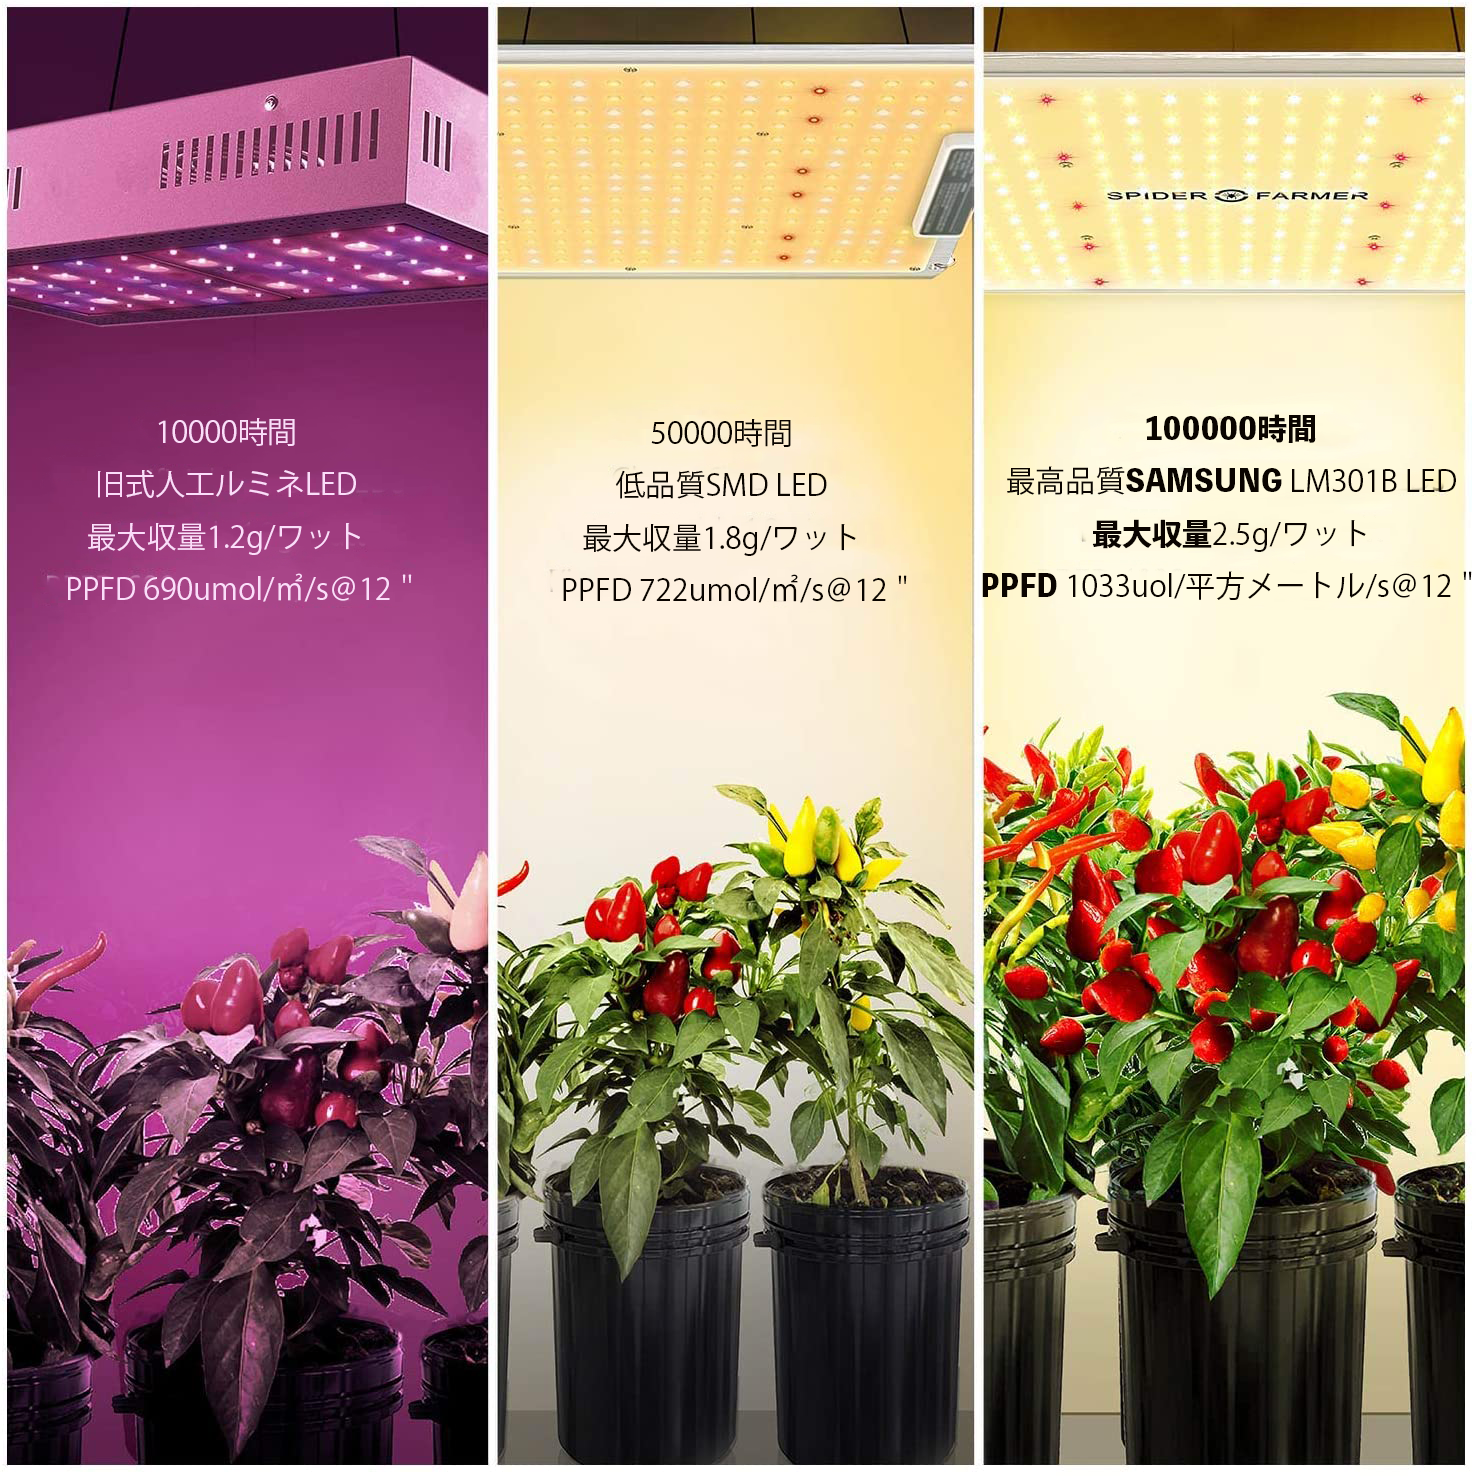 10000時間
旧式人工ルミネLED
最大収量1.2g/ワット
PPFD 690umol/㎡/s@12 "
50000時間
低品質SMD LED
最大収量1.8g/ワット
PPFD 722umol/㎡/s@12 "
SPIDER FARMER
100000時間
最高品質SAMSUNG LM301B LED
最大収量2.5g/ワット
PPFD 1033uol/平方メートル/s@12 "